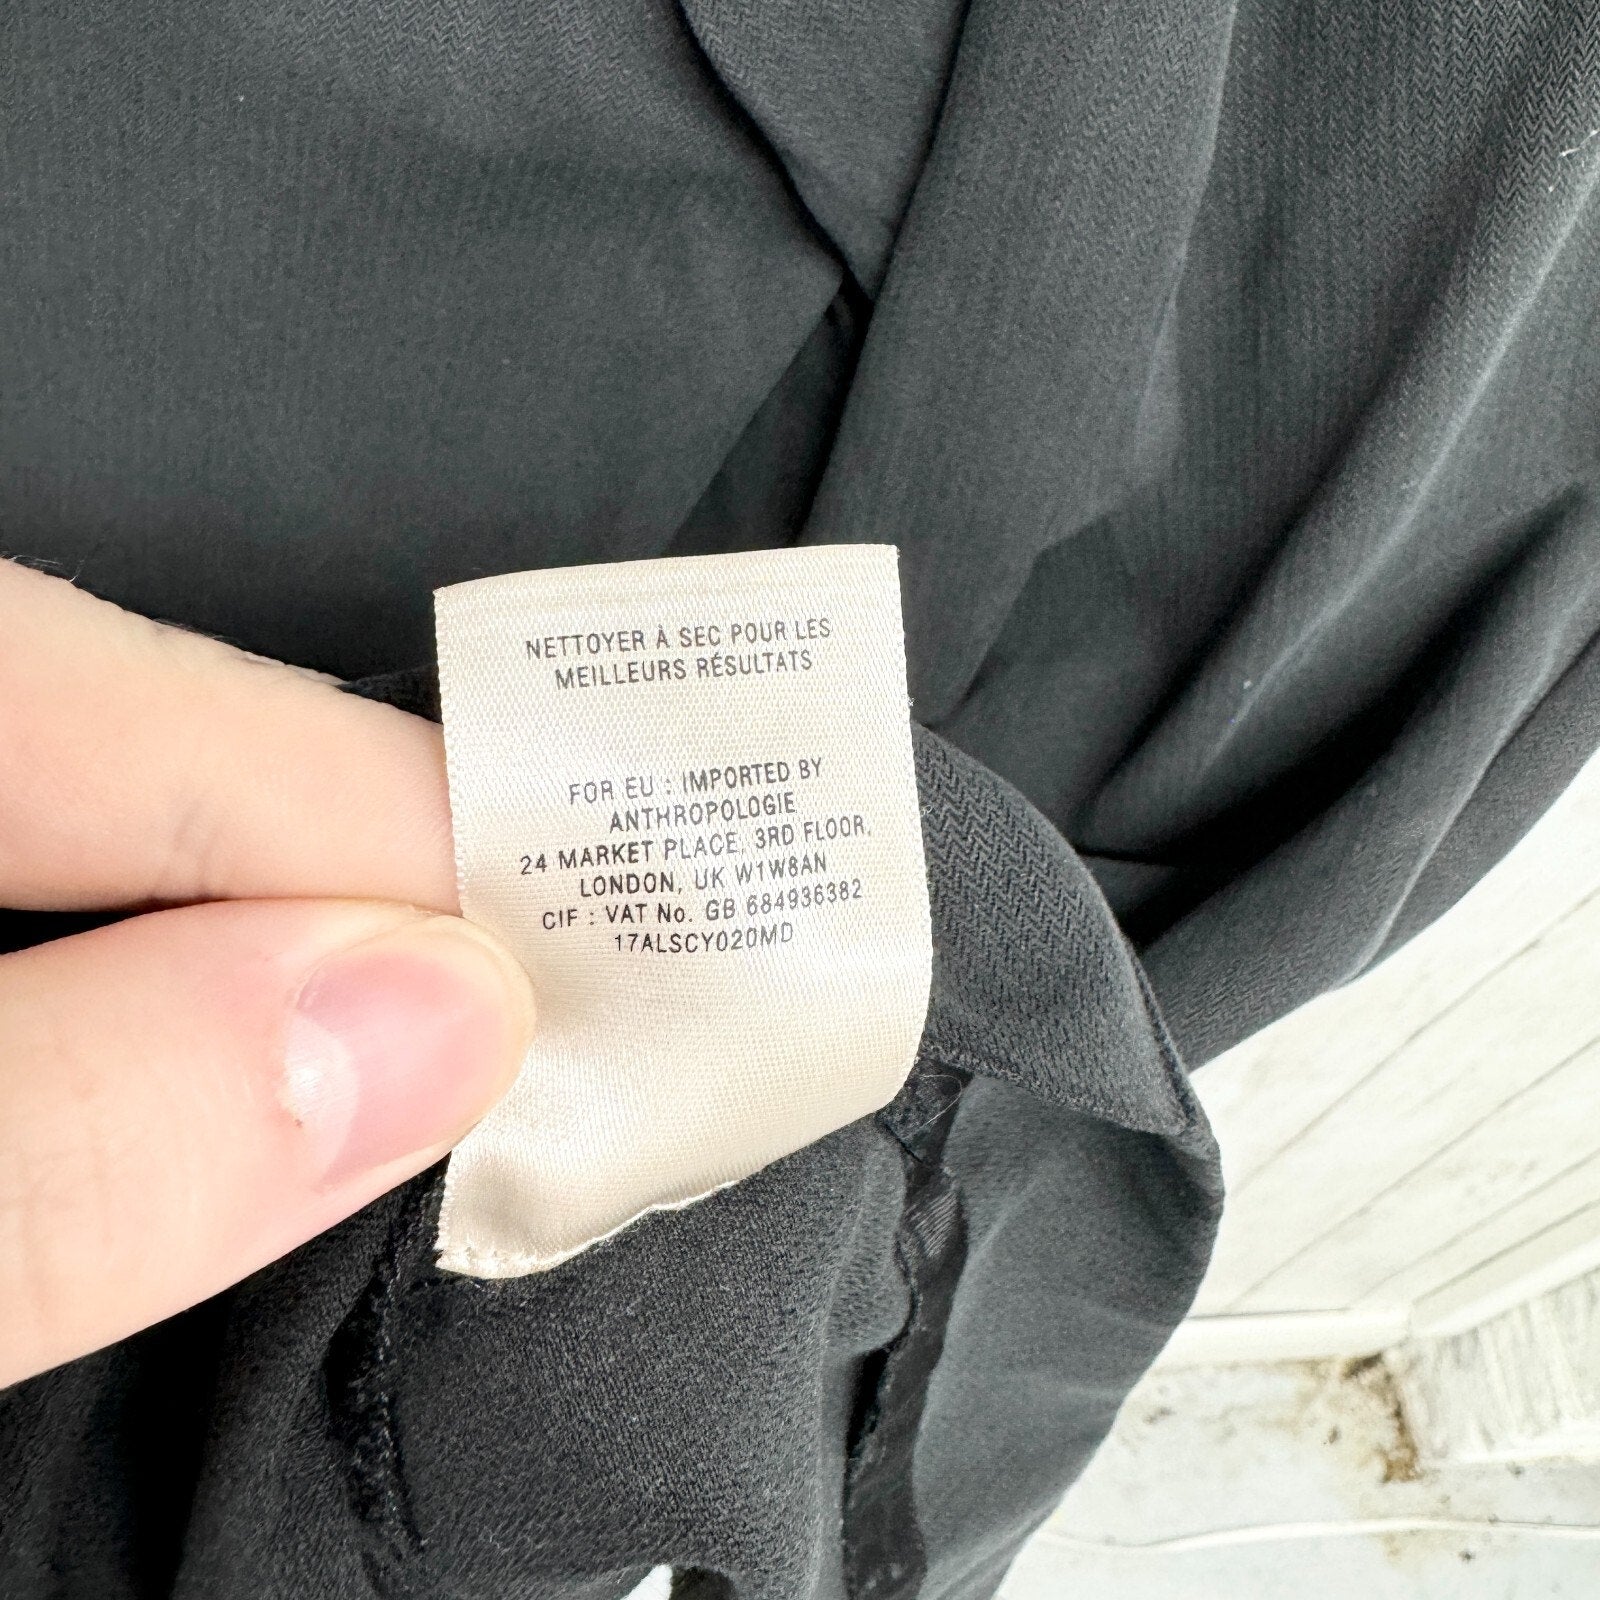 NETTOYER À SEC POUR LES
MEILLEURS RÉSULTATS
FOR EU : IMPORTED BY
ANTHROPOLOGIE
24 MARKET PLACE, 3RD FLOOR,
LONDON, UK W1W8AN
CIF : VAT No. GB 684936382
17ALSCY020MD